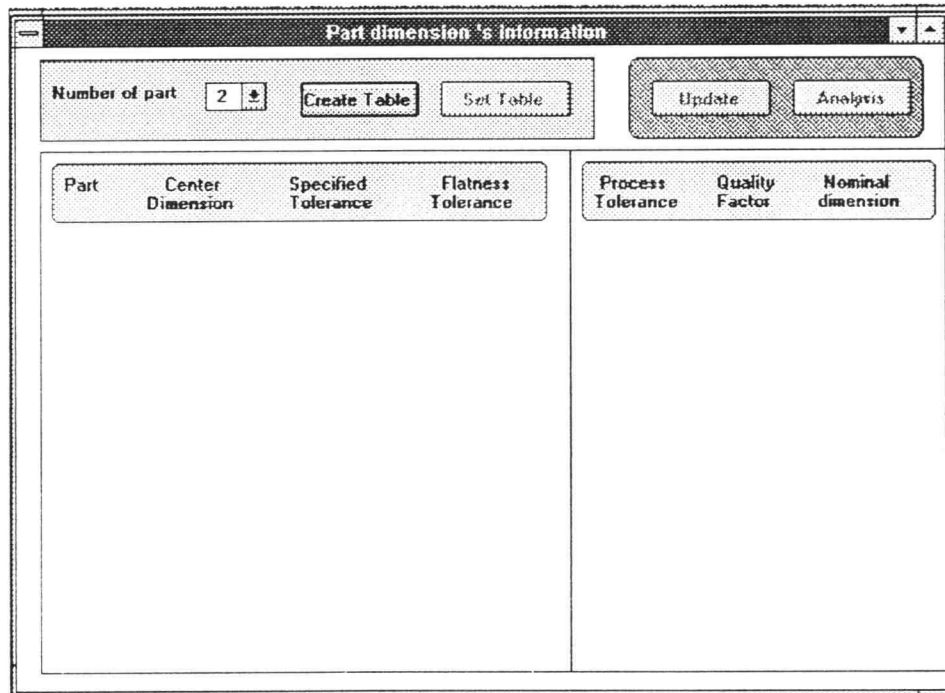 Part dimension 's information
Number of part 2 Create Table Set Table Update Analysis
Part Center Dimension Specified Tolerance Flatness Tolerance Process Tolerance Quality Factor Nominal dimension